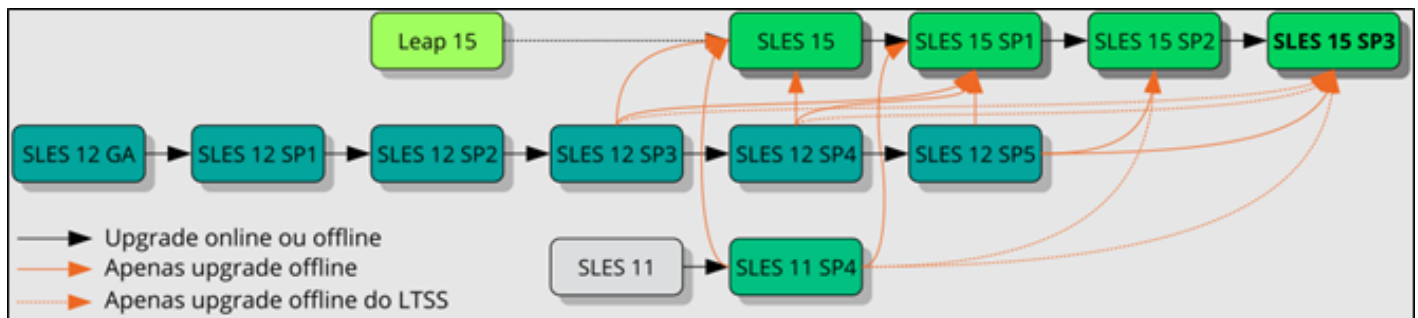 Leap 15
SLES 15
SLES 15 SP1
SLES 15 SP2
SLES 15 SP3
SLES 12 GA
SLES 12 SP1
SLES 12 SP2
SLES 12 SP3
SLES 12 SP4
SLES 12 SP5
Upgrade online ou offline
Apenas upgrade offline
Apenas upgrade offline do LTSS
SLES 11
SLES 11 SP4